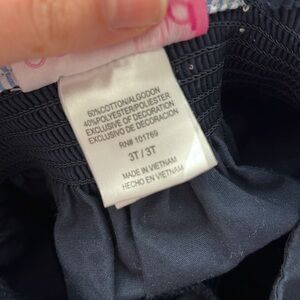 60%COTTON/ALGODON
40%POLYESTER/POLIESTER
EXCLUSIVE OF DECORATION
EXCLUSIVO DE DECORACION
RN# 101769
3T / 3T
MADE IN VIETNAM
HECHO EN VIETNAM